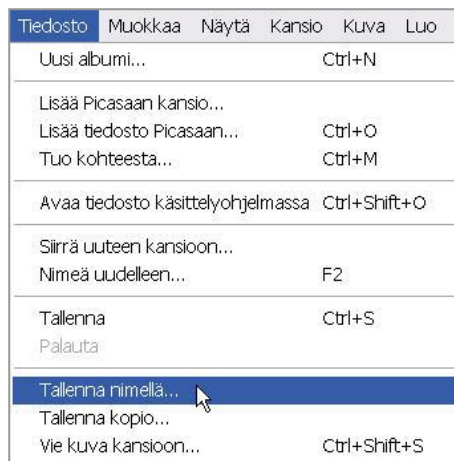 Tiedosto Muokkaa Näytä Kansio Kuva Luo
Uusi albumi... Ctrl+N
Lisää Picasaan kansio...
Lisää tiedosto Picasaan... Ctrl+O
Tuo kohteesta... Ctrl+M
Avaa tiedosto käsittelyohjelmassa Ctrl+Shift+O
Siirrä uuteen kansioon...
Nimeä uudelleen... F2
Tallenna Ctrl+S
Palauta
Tallenna nimellä...
Tallenna kopio...
Vie kuva kansioon... Ctrl+Shift+S